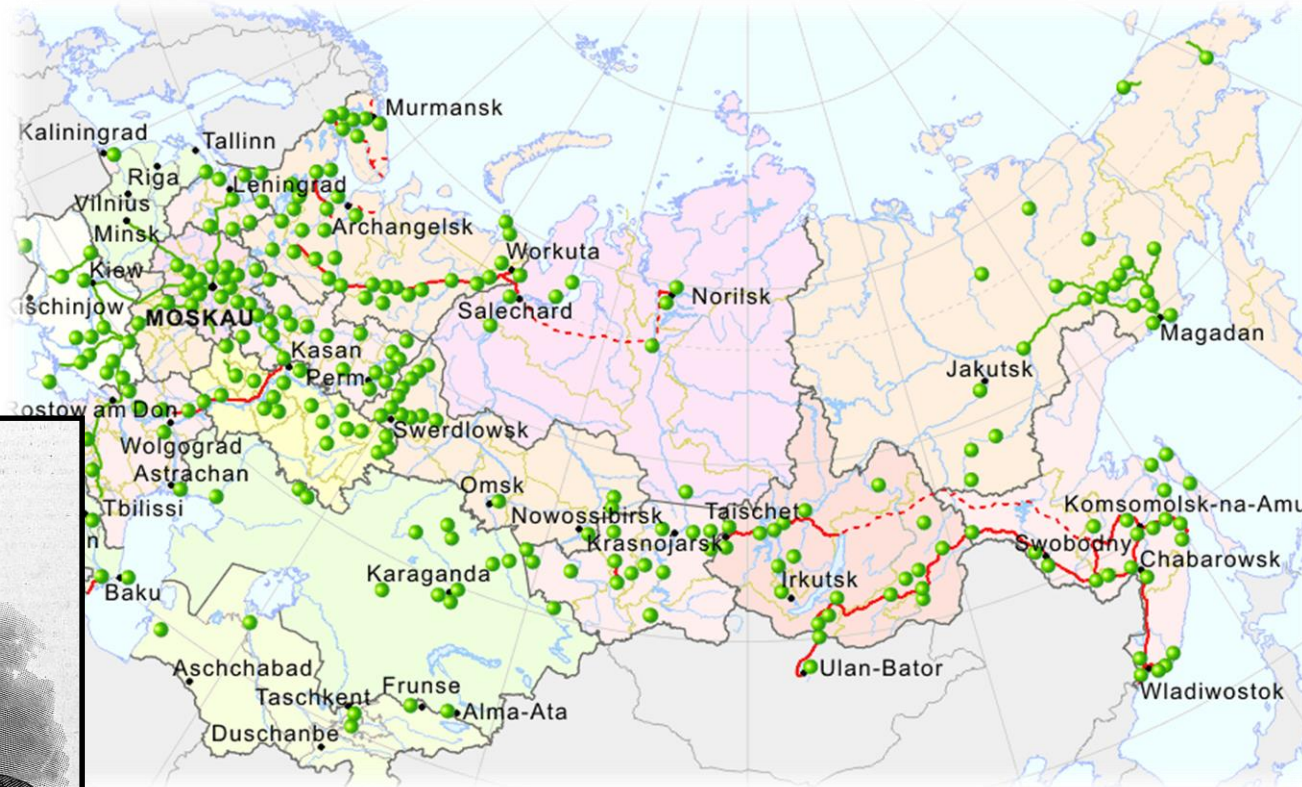 Murmansk
Kaliningrad
Tallinn
Riga
Leningrad
Vilnius
Archangelsk
Minsk
Workuta
Kiew
Norilsk
Salechard
MOSKAU
Magadan
Kasan
Jakutsk
Perm
Rostow am Don
Swerdlowsk
Wolgograd
Astrachan
Omsk
Tbilissi
Taischet
Komsomolsk-na-Amu
Nowossibirsk
Krasnojarsk
Swobodny
Chabarowsk
Karaganda
Irkutsk
Baku
Aschchabad
Ulan-Bator
Frunse
Taschkent
Alma-Ata
Wladiwostok
Duschanbe